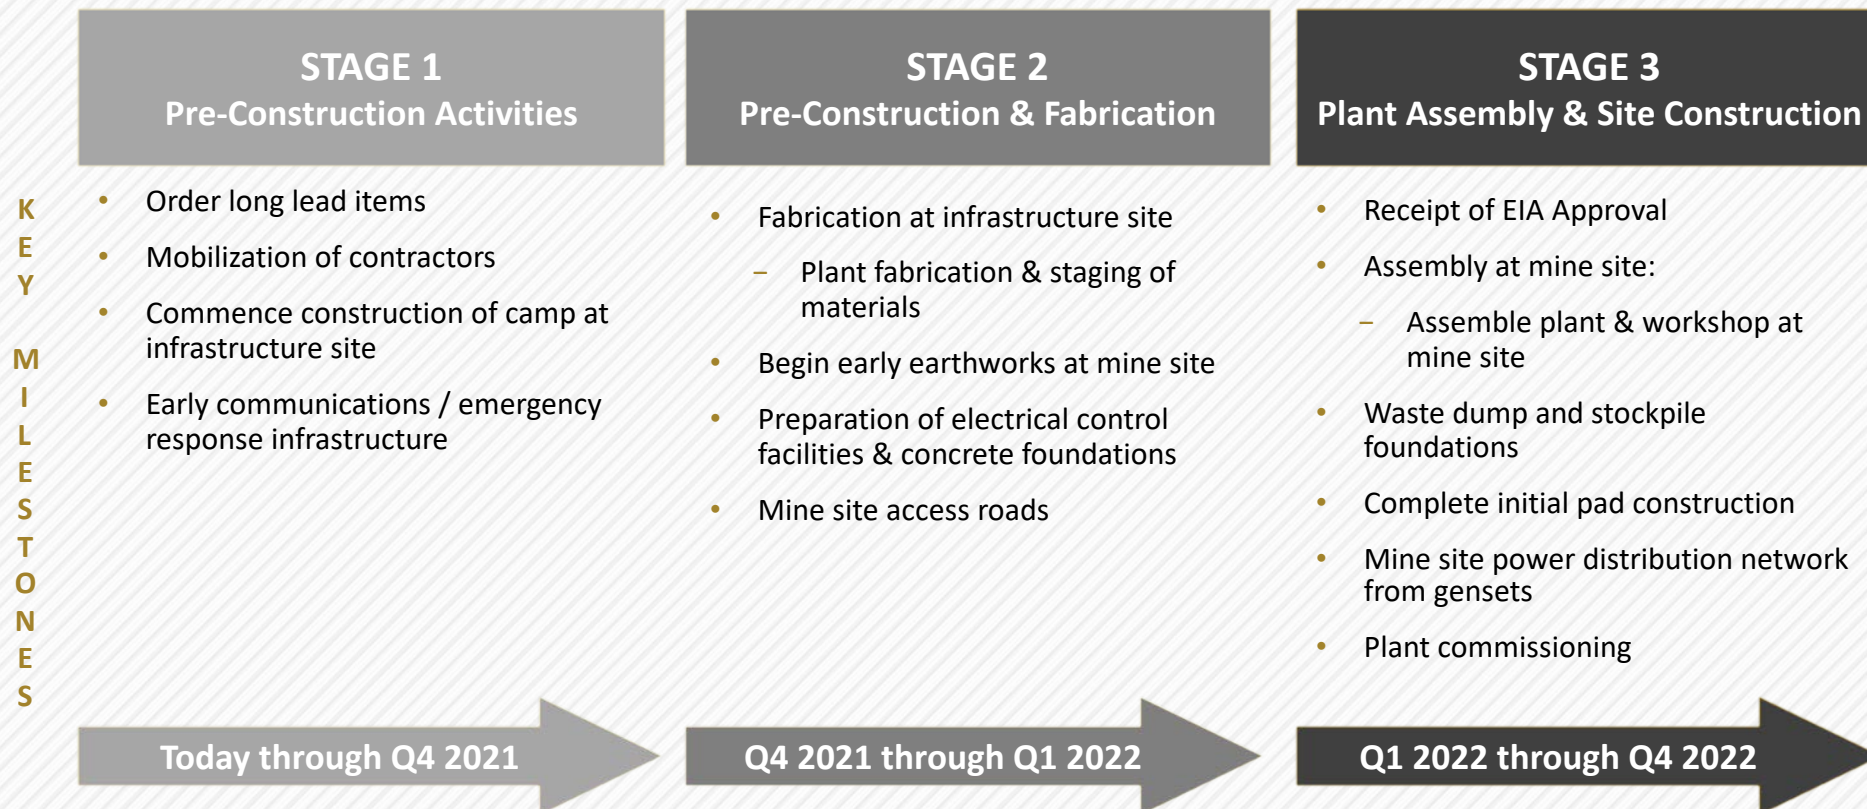 STAGE 1
Pre-Construction Activities
STAGE 2
Pre-Construction & Fabrication
STAGE 3
Plant Assembly & Site Construction
KEY MILESTONES
• Order long lead items
• Mobilization of contractors
• Commence construction of camp at
infrastructure site
• Early communications / emergency
response infrastructure
• Fabrication at infrastructure site
– Plant fabrication & staging of
materials
• Begin early earthworks at mine site
• Preparation of electrical control
facilities & concrete foundations
• Mine site access roads
• Receipt of EIA Approval
• Assembly at mine site:
– Assemble plant & workshop at
mine site
• Waste dump and stockpile
foundations
• Complete initial pad construction
• Mine site power distribution network
from gensets
• Plant commissioning
Today through Q4 2021
Q4 2021 through Q1 2022
Q1 2022 through Q4 2022